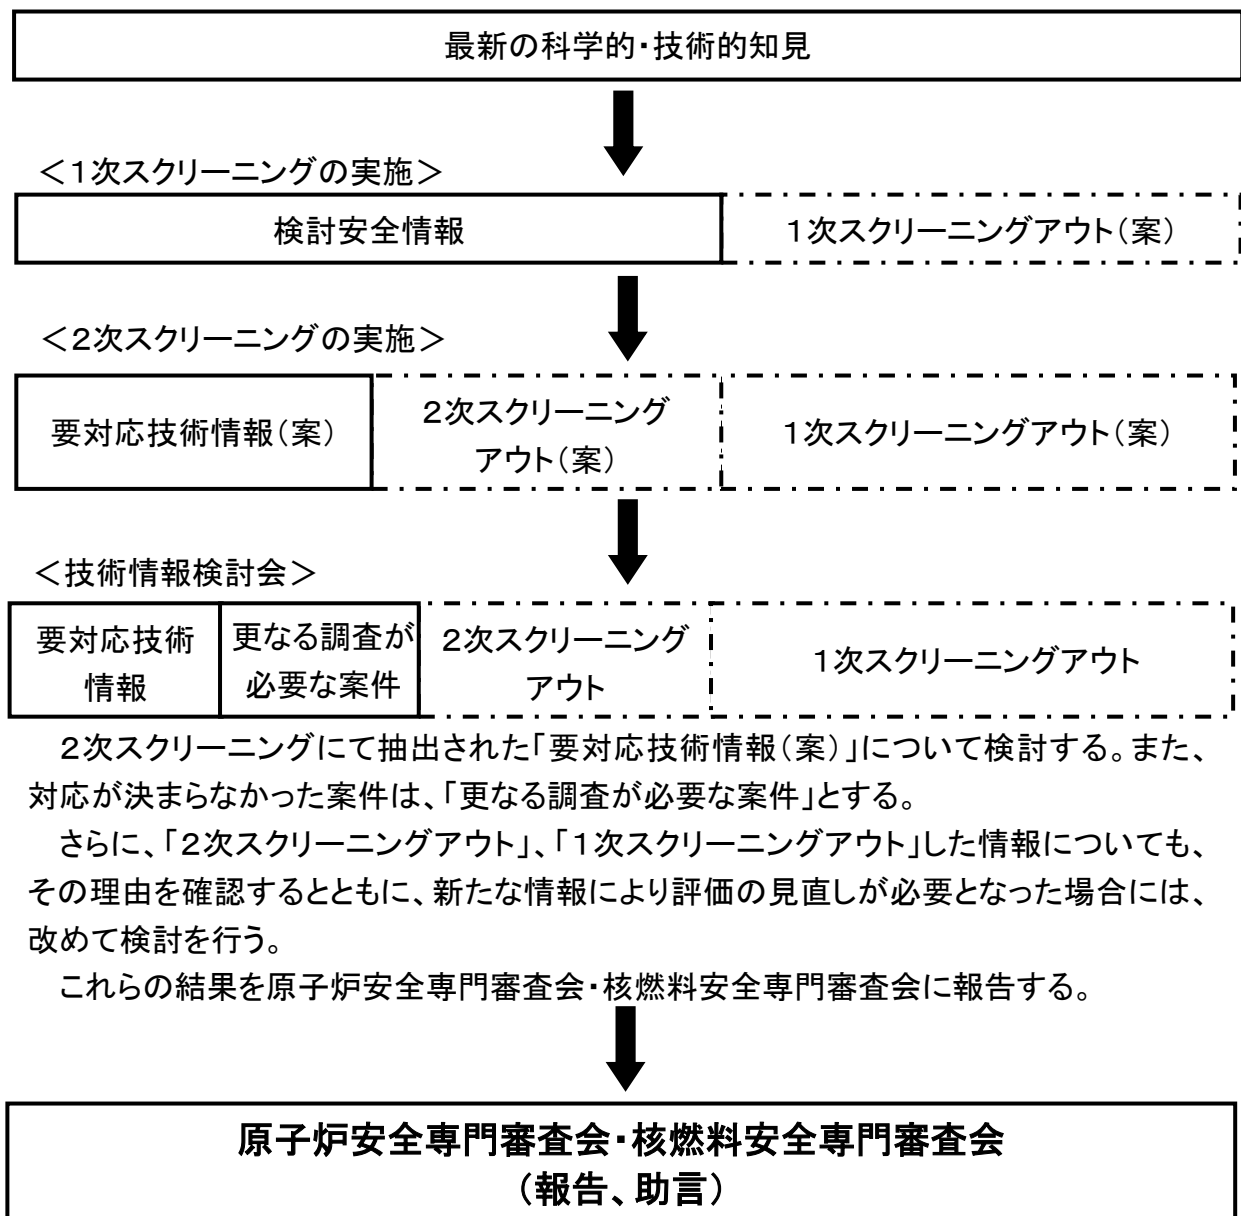 最新の科学的・技術的知見
＜１次スクリーニングの実施＞
検討安全情報
１次スクリーニングアウト（案）
＜２次スクリーニングの実施＞
要対応技術情報（案）
２次スクリーニング
アウト（案）
１次スクリーニングアウト（案）
＜技術情報検討会＞
要対応技術
情報
更なる調査が
必要な案件
２次スクリーニング
アウト
１次スクリーニングアウト
２次スクリーニングにて抽出された「要対応技術情報（案）」について検討する。また、
対応が決まらなかった案件は、「更なる調査が必要な案件」とする。
さらに、「２次スクリーニングアウト」、「１次スクリーニングアウト」した情報についても、
その理由を確認するとともに、新たな情報により評価の見直しが必要となった場合には、
改めて検討を行う。
これらの結果を原子炉安全専門審査会・核燃料安全専門審査会に報告する。
原子炉安全専門審査会・核燃料安全専門審査会
（報告、助言）